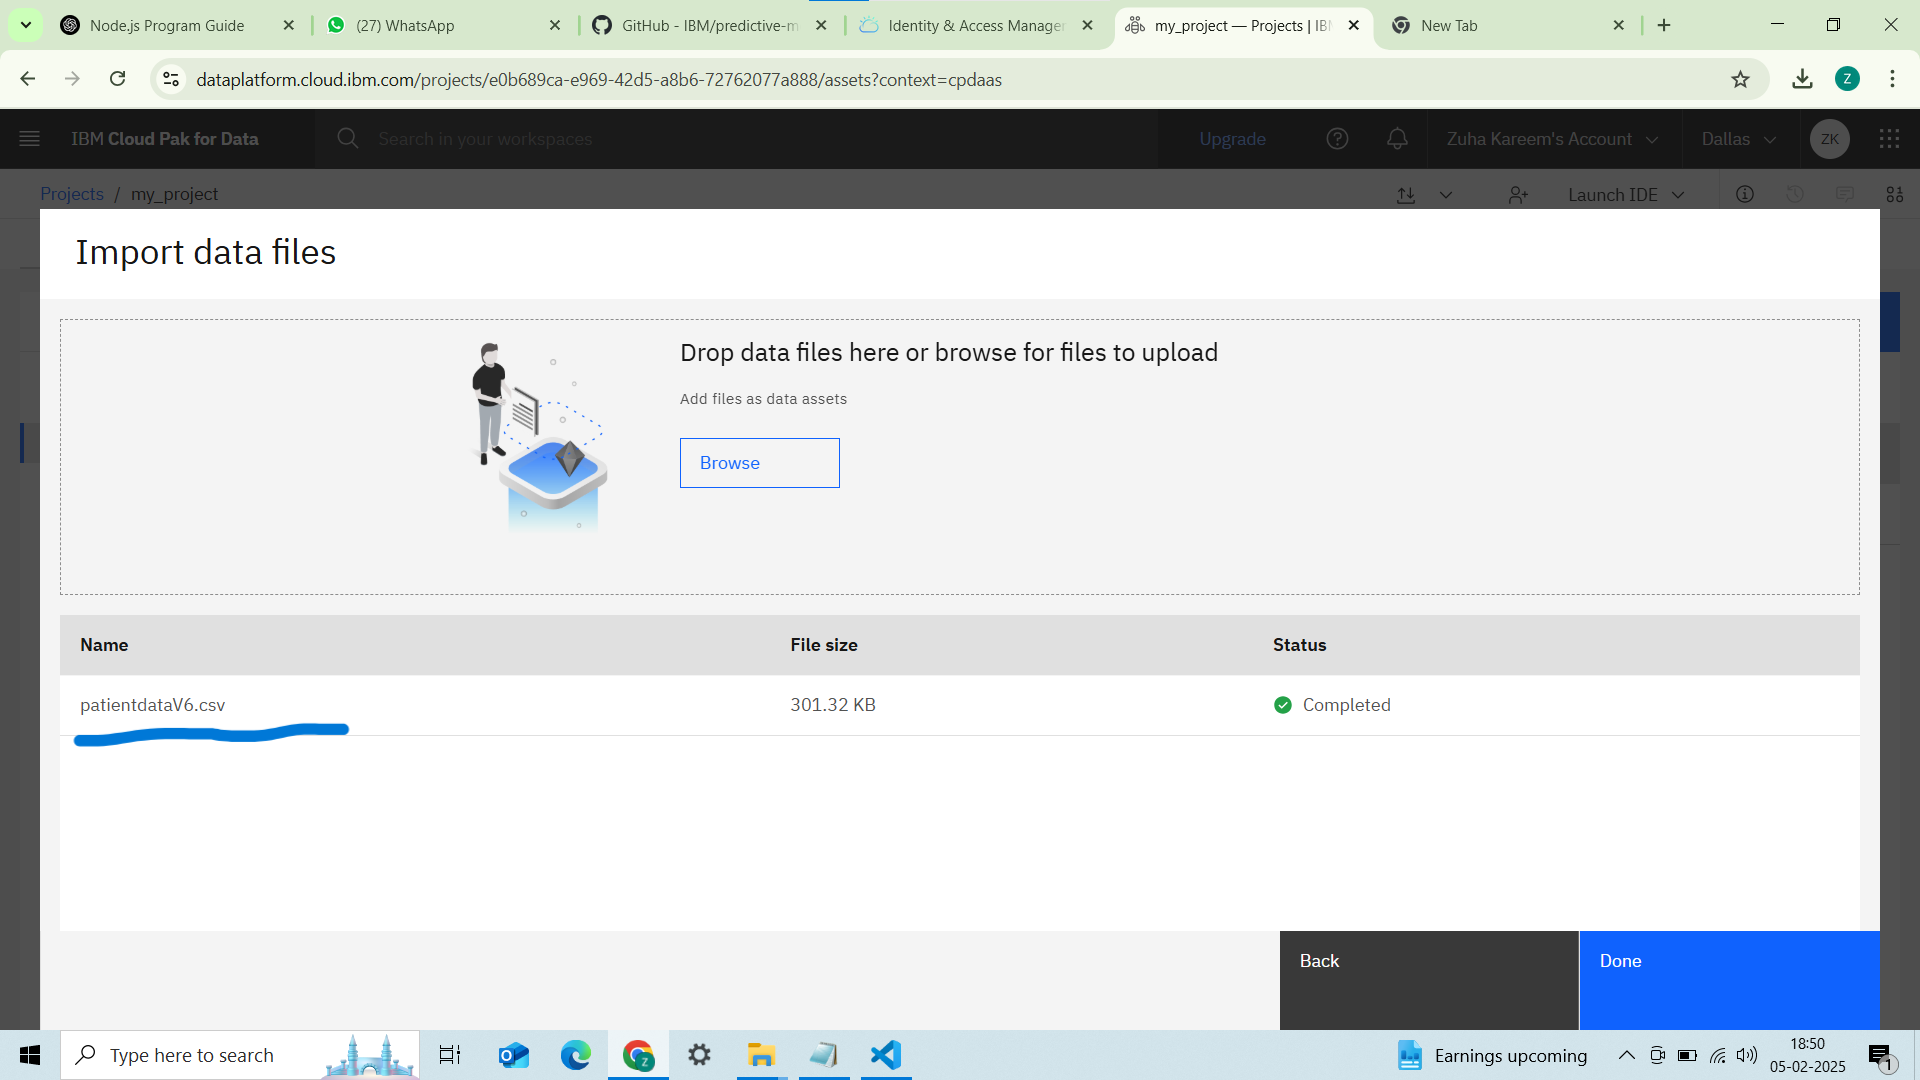 Node.js Program Guide
(27) WhatsApp
GitHub - IBM/predictive-m
Identity & Access Manager
my_project — Projects | IBM
New Tab
dataplatform.cloud.ibm.com/projects/e0b689ca-e969-42d5-a8b6-72762077a888/assets?context=cpdaas
Z
IBM Cloud Pak for Data
Search in your workspaces
Upgrade
Zuha Kareem's Account
Dallas
ZK
Projects / my_project
Launch IDE
Import data files
Drop data files here or browse for files to upload
Add files as data assets
Browse
Name File size Status
patientdataV6.csv 301.32 KB Completed
Back
Done
Type here to search
Earnings upcoming
18:50
05-02-2025
1